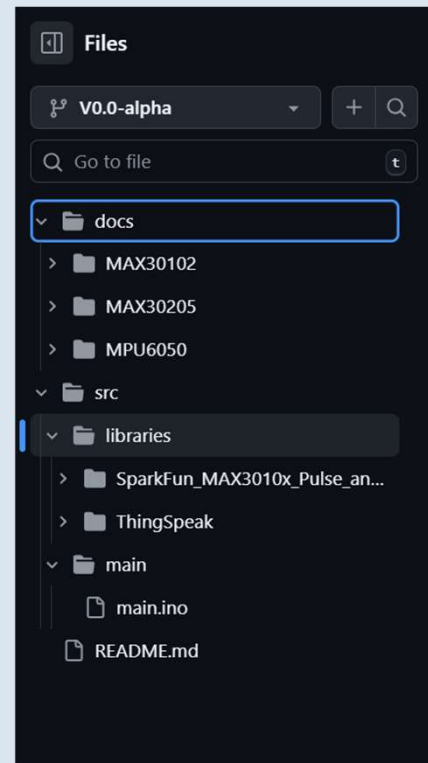 Files
V0.0-alpha
Go to file t
docs
MAX30102
MAX30205
MPU6050
src
libraries
SparkFun_MAX3010x_Pulse_an...
ThingSpeak
main
main.ino
README.md